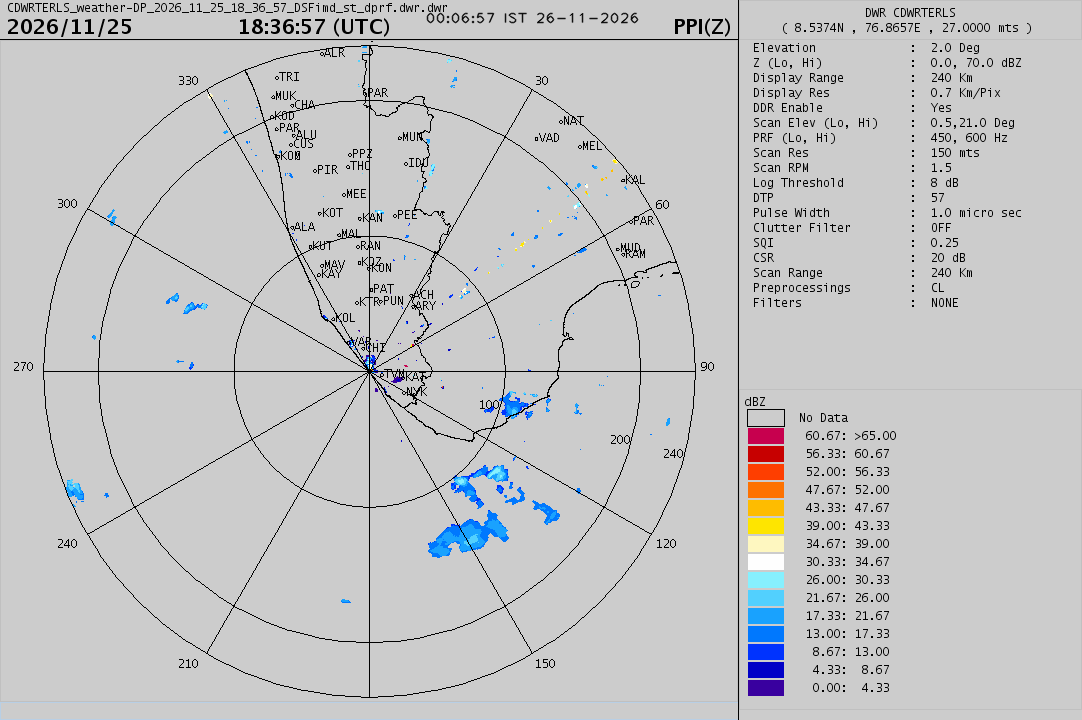 CDWRTERLS_weather-DP_2026_11_25_18_36_57_DSFimd_st_dprf.dwr.dwr
2026/11/25 18:36:57 (UTC) 00:06:57 IST 26-11-2026 PPI(Z)
DWR CDWRTERLS
( 8.5374N , 76.8657E , 27.0000 mts )
Elevation : 2.0 Deg
Z (Lo, Hi) : 0.0, 70.0 dBZ
Display Range : 240 Km
Display Res : 0.7 Km/Pix
DDR Enable : Yes
Scan Elev (Lo, Hi) : 0.5,21.0 Deg
PRF (Lo, Hi) : 450, 600 Hz
Scan Res : 150 mts
Scan RPM : 1.5
Log Threshold : 8 dB
DTP : 57
Pulse Width : 1.0 micro sec
Clutter Filter : OFF
SQI : 0.25
CSR : 20 dB
Scan Range : 240 Km
Preprocessings : CL
Filters : NONE
dBZ
No Data
60.67: >65.00
56.33: 60.67
52.00: 56.33
47.67: 52.00
43.33: 47.67
39.00: 43.33
34.67: 39.00
30.33: 34.67
26.00: 30.33
21.67: 26.00
17.33: 21.67
13.00: 17.33
8.67: 13.00
4.33: 8.67
0.00: 4.33
ALR
330
TRI
30
MUK
PAR
CHA
KOD
NAT
PAR
ALU
MUN
VAD
CUS
MEL
KOM
PPZ
THO
IDU
PIR
KAL
MEE
300
60
KOT
KAN
PEE
PAR
ALA
MAL
KUT
RAN
MUD
RAM
KOZ
MAV
KON
KAY
PAT
ACH
KTR
PUN
ARY
KOL
VAR
CHI
270
90
TVM
KAT
NYK
100
200
240
240
120
210
150